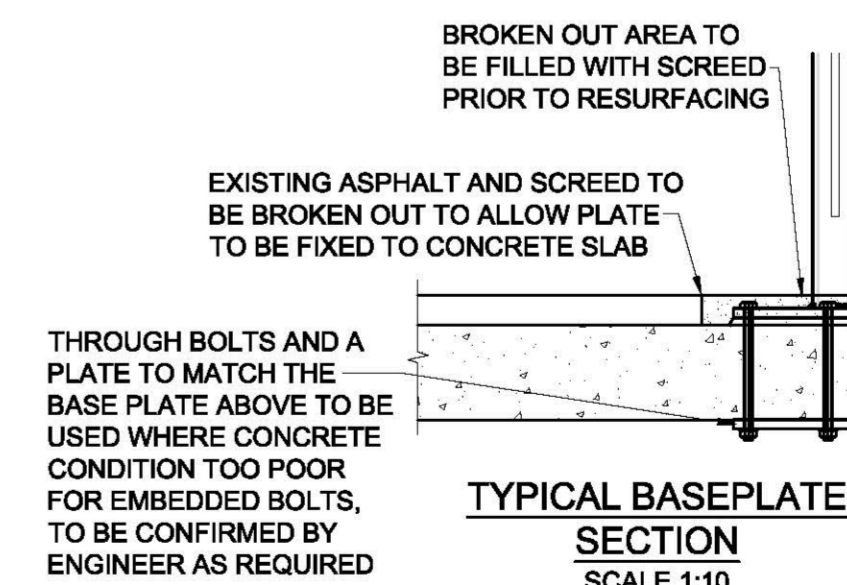 BROKEN OUT AREA TO
BE FILLED WITH SCREED
PRIOR TO RESURFACING
EXISTING ASPHALT AND SCREED TO
BE BROKEN OUT TO ALLOW PLATE
TO BE FIXED TO CONCRETE SLAB
THROUGH BOLTS AND A
PLATE TO MATCH THE
BASE PLATE ABOVE TO BE
USED WHERE CONCRETE
CONDITION TOO POOR
FOR EMBEDDED BOLTS,
TO BE CONFIRMED BY
ENGINEER AS REQUIRED
TYPICAL BASEPLATE
SECTION
SCALE 1:10